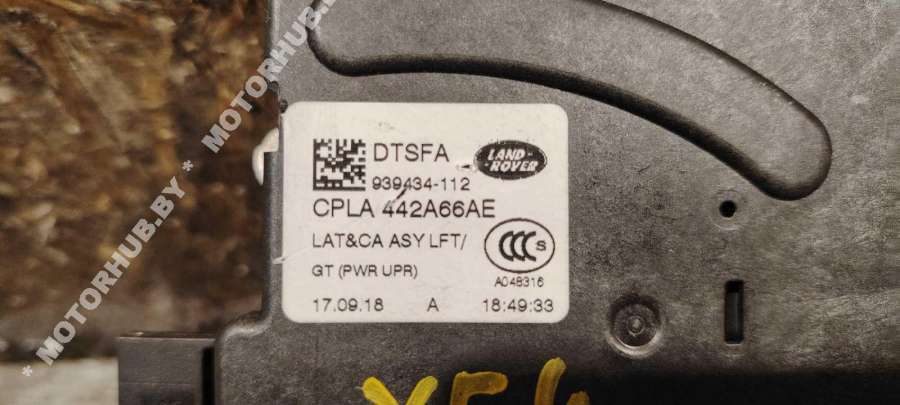 DTSFA
LAND-
ROVER
939434-112
CPLA 442A66AE
LAT&CA ASY LFT/
GT (PWR UPR)
CCC S
A048316
17.09.18 A 18:49:33
* MOTORHUB.BY * MOTORHUB.BY
MOTORHUB.BY